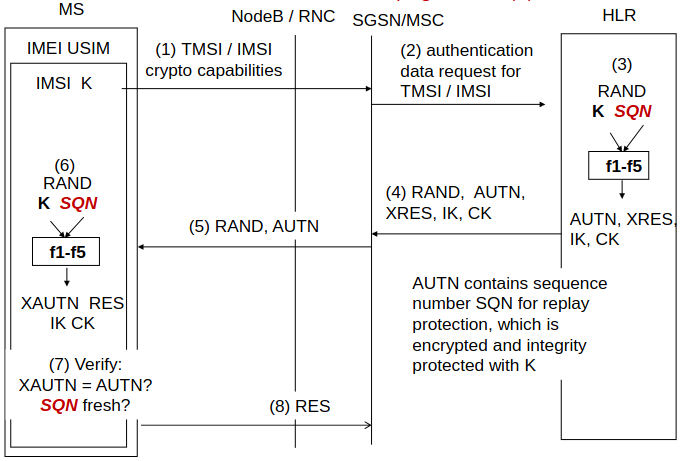 MS
NodeB / RNC
SGSN/MSC
HLR
IMEI USIM
IMSI K
(1) TMSI / IMSI
crypto capabilities
(2) authentication
data request for
TMSI / IMSI
(3)
RAND
K SQN
f1-f5
AUTN, XRES,
IK, CK
(4) RAND, AUTN,
XRES, IK, CK
(5) RAND, AUTN
(6)
RAND
K SQN
f1-f5
XAUTN RES
IK CK
AUTN contains sequence
number SQN for replay
protection, which is
encrypted and integrity
protected with K
(7) Verify:
XAUTN = AUTN?
SQN fresh?
(8) RES